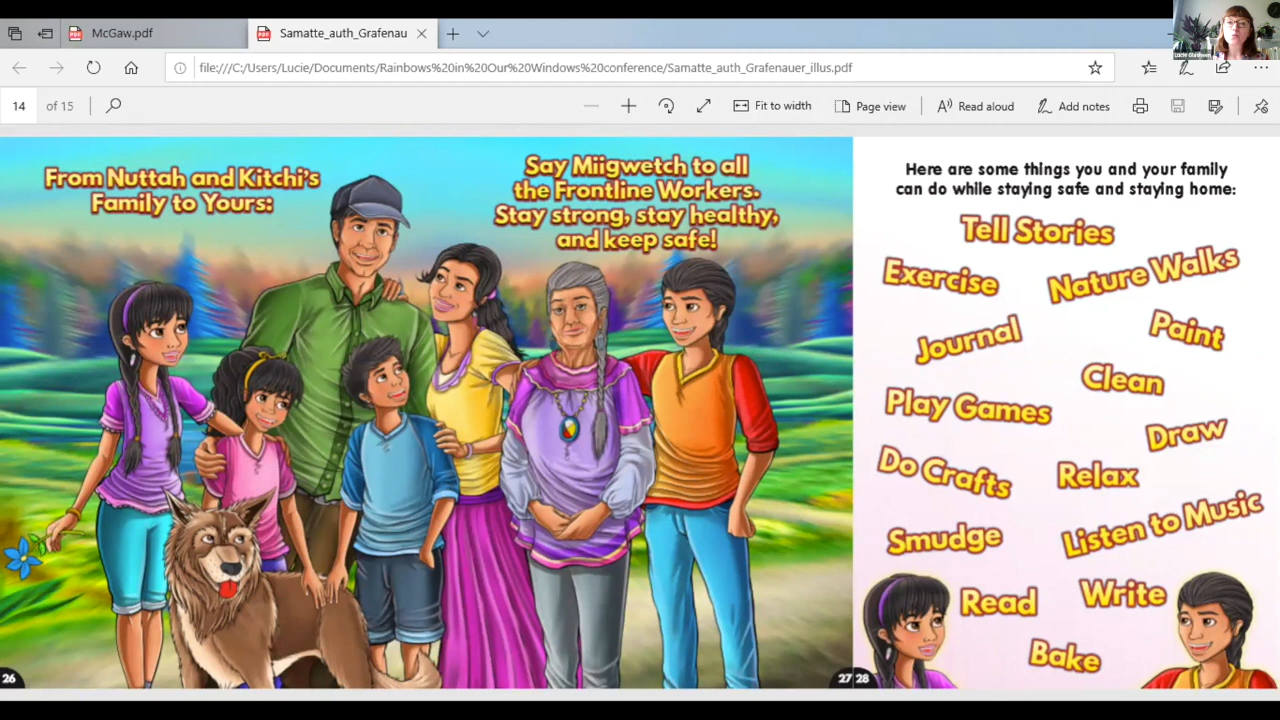 McGaw.pdf
Samatte_auth_Grafenau
file:///C:/Users/Lucie/Documents/Rainbows%20in%20Our%20Windows%20conference/Samatte_auth_Grafenauer_illus.pdf
14 of 15
Fit to width
Page view
Read aloud
Add notes
From Nuttah and Kitchi's
Family to Yours:
Say Miigwetch to all
the Frontline Workers.
Stay strong, stay healthy,
and keep safe!
26
27
Here are some things you and your family
can do while staying safe and staying home:
Tell Stories
Exercise
Nature Walks
Journal
Paint
Clean
Play Games
Draw
Do Crafts
Relax
Smudge
Listen to Music
Read
Write
Bake
28